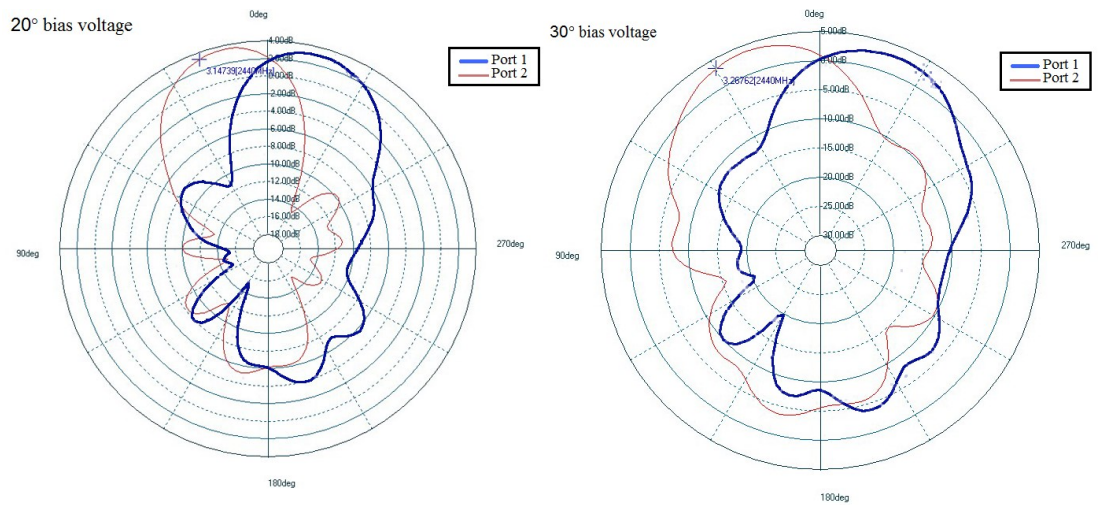 20° bias voltage
0deg
4.00dB
2.00dB
0.00dB
2.00dB
4.00dB
6.00dB
8.00dB
10.00dB
12.00dB
14.00dB
16.00dB
18.00dB
3.14739[2440MHz]
Port 1
Port 2
90deg
270deg
180deg
30° bias voltage
0deg
5.00dB
0.00dB
5.00dB
10.00dB
15.00dB
20.00dB
25.00dB
30.00dB
3.26762[2440MHz]
Port 1
Port 2
90deg
270deg
180deg